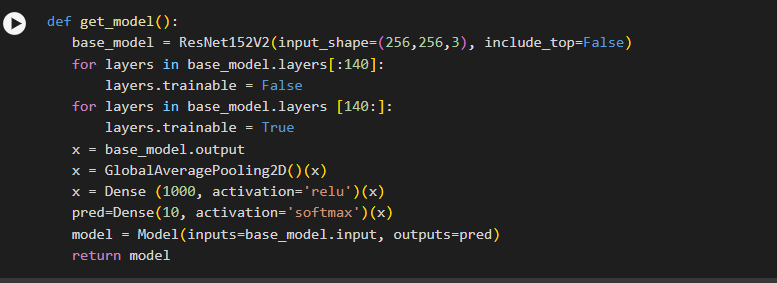 def get_model():
base_model = ResNet152V2(input_shape=(256,256,3), include_top=False)
for layers in base_model.layers[:140]:
layers.trainable = False
for layers in base_model.layers [140:]:
layers.trainable = True
x = base_model.output
x = GlobalAveragePooling2D()(x)
x = Dense (1000, activation='relu')(x)
pred=Dense(10, activation='softmax')(x)
model = Model(inputs=base_model.input, outputs=pred)
return model